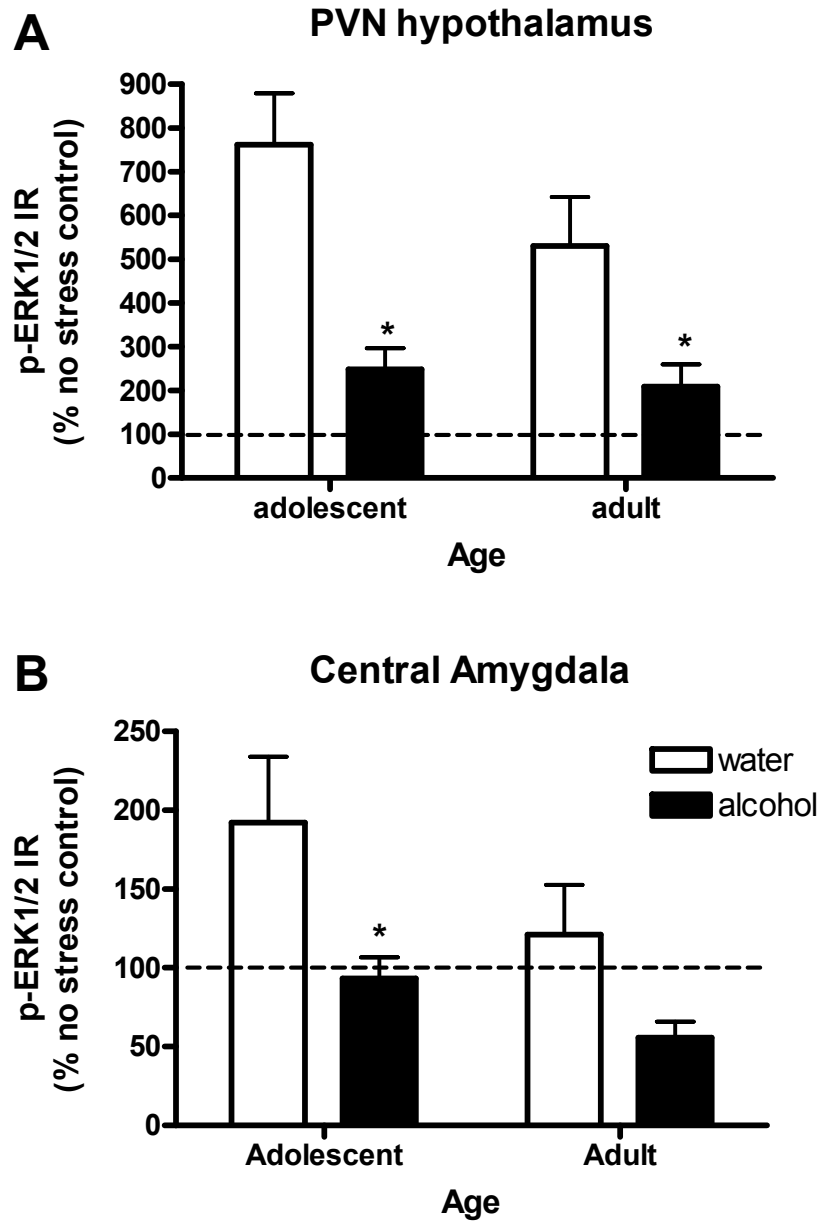 A
PVN hypothalamus
p-ERK1/2 IR
(% no stress control)
900
800
700
600
500
400
300
200
100
0
*
*
adolescent adult
Age
B
Central Amygdala
p-ERK1/2 IR
(% no stress control)
250
200
150
100
50
0
water
alcohol
*
Adolescent Adult
Age